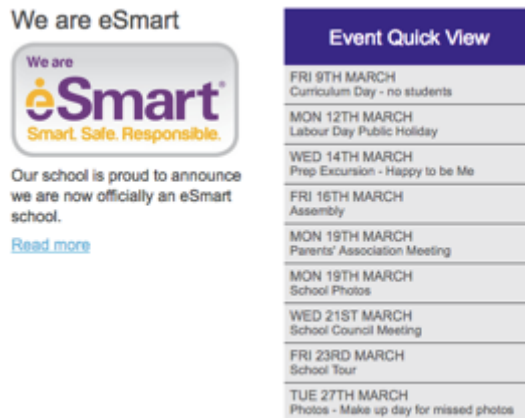 We are eSmart
We are
eSmart
Smart. Safe. Responsible.
Our school is proud to announce
we are now officially an eSmart
school.
Read more
Event Quick View
FRI 9TH MARCH
Curriculum Day - no students
MON 12TH MARCH
Labour Day Public Holiday
WED 14TH MARCH
Prep Excursion - Happy to be Me
FRI 16TH MARCH
Assembly
MON 19TH MARCH
Parents' Association Meeting
MON 19TH MARCH
School Photos
WED 21ST MARCH
School Council Meeting
FRI 23RD MARCH
School Tour
TUE 27TH MARCH
Photos - Make up day for missed photos